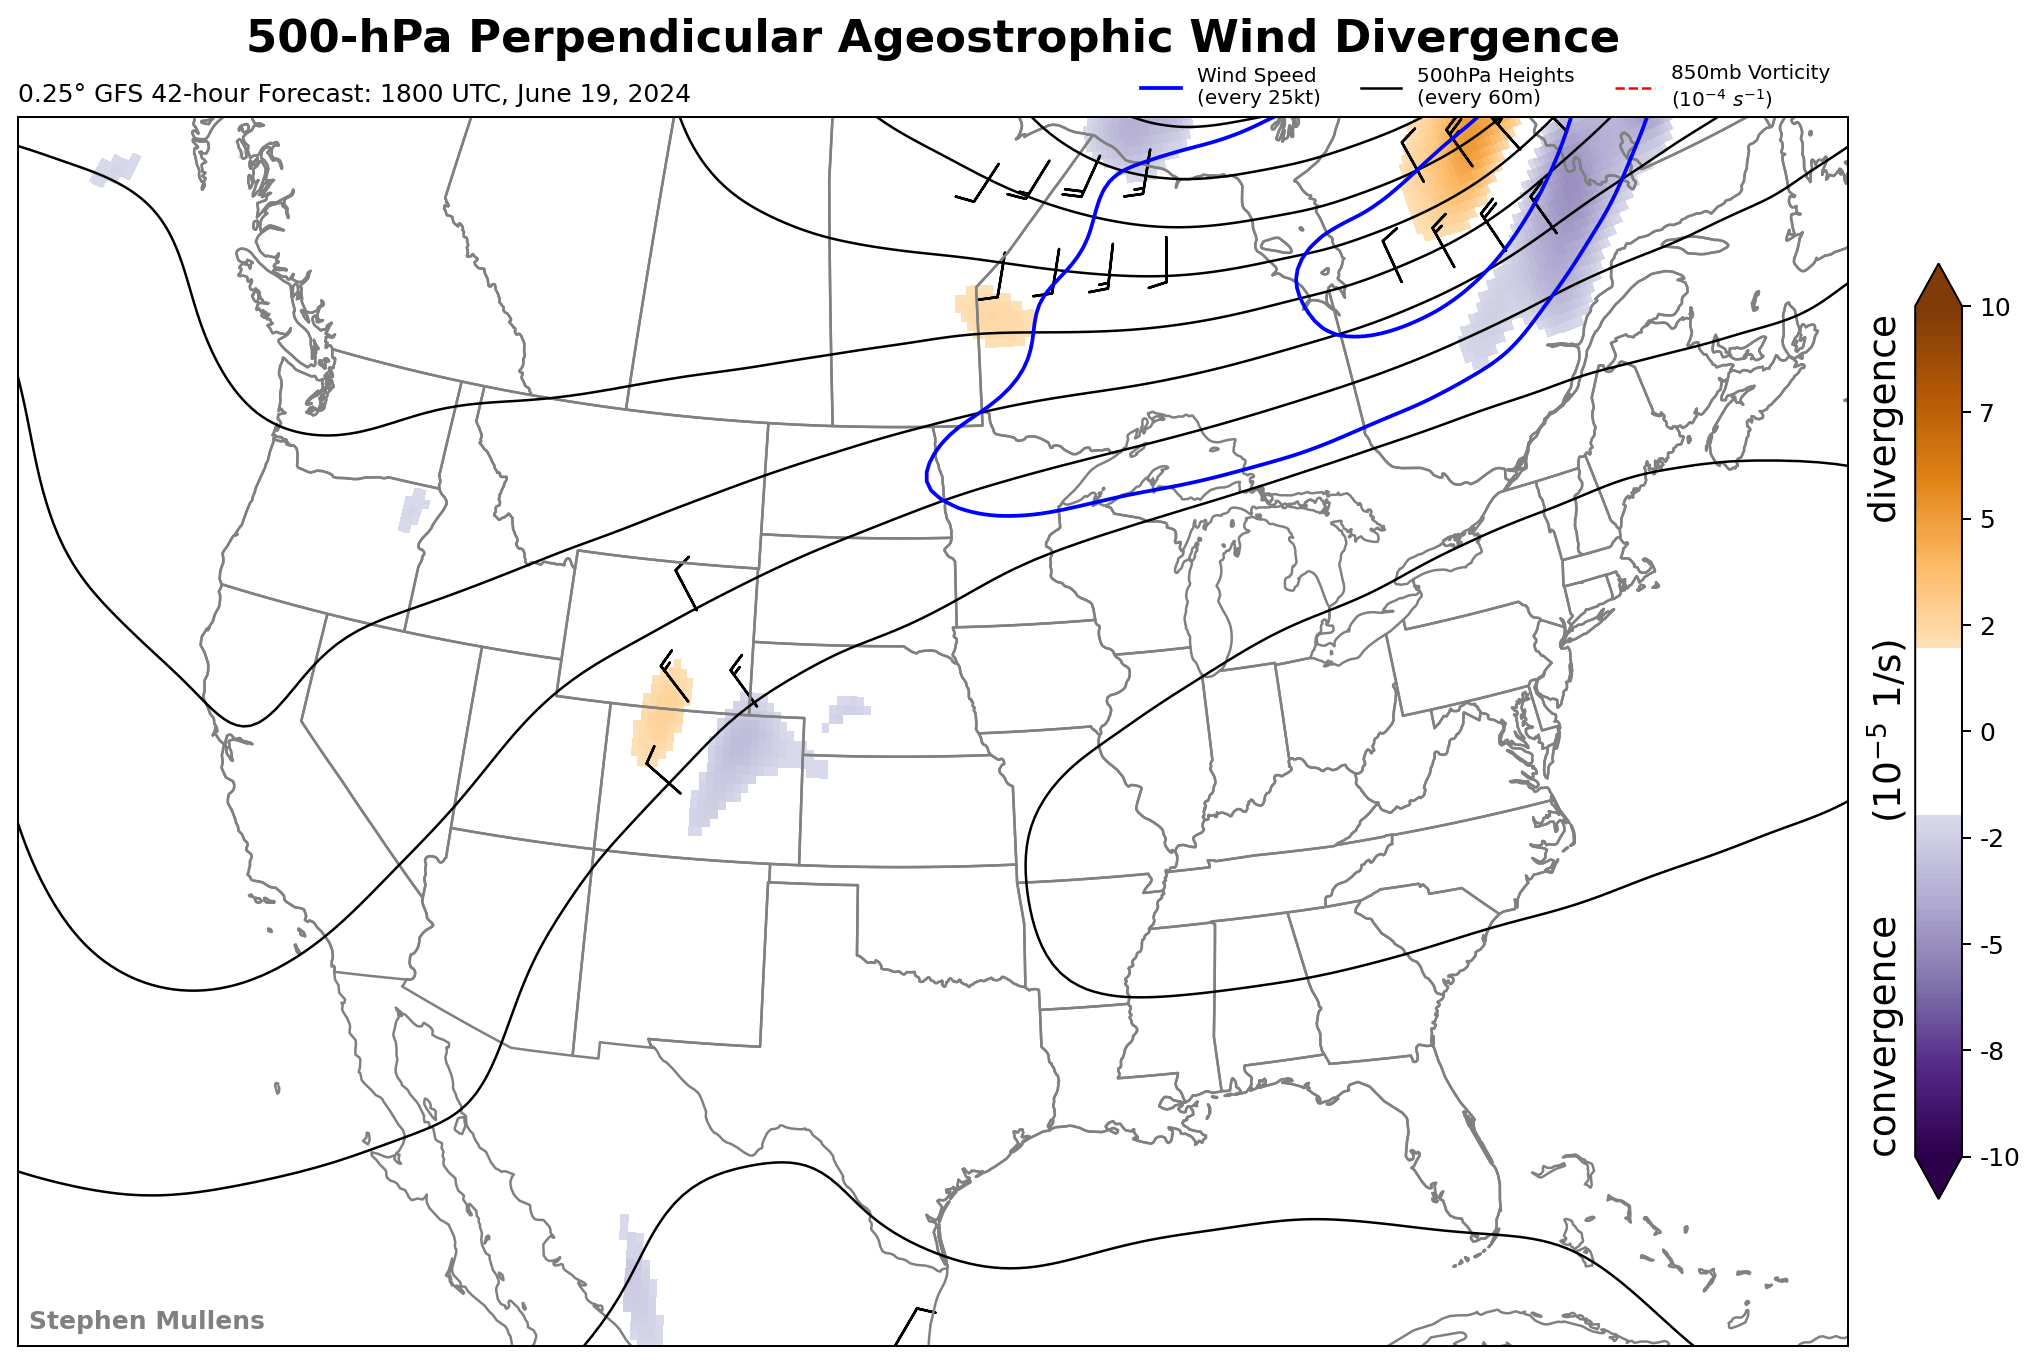 500-hPa Perpendicular Ageostrophic Wind Divergence
0.25° GFS 42-hour Forecast: 1800 UTC, June 19, 2024
Wind Speed
(every 25kt)
500hPa Heights
(every 60m)
850mb Vorticity
(10⁻⁴ s⁻¹)
10
7
5
2
0
-2
-5
-8
-10
convergence (10⁻⁵ 1/s) divergence
Stephen Mullens